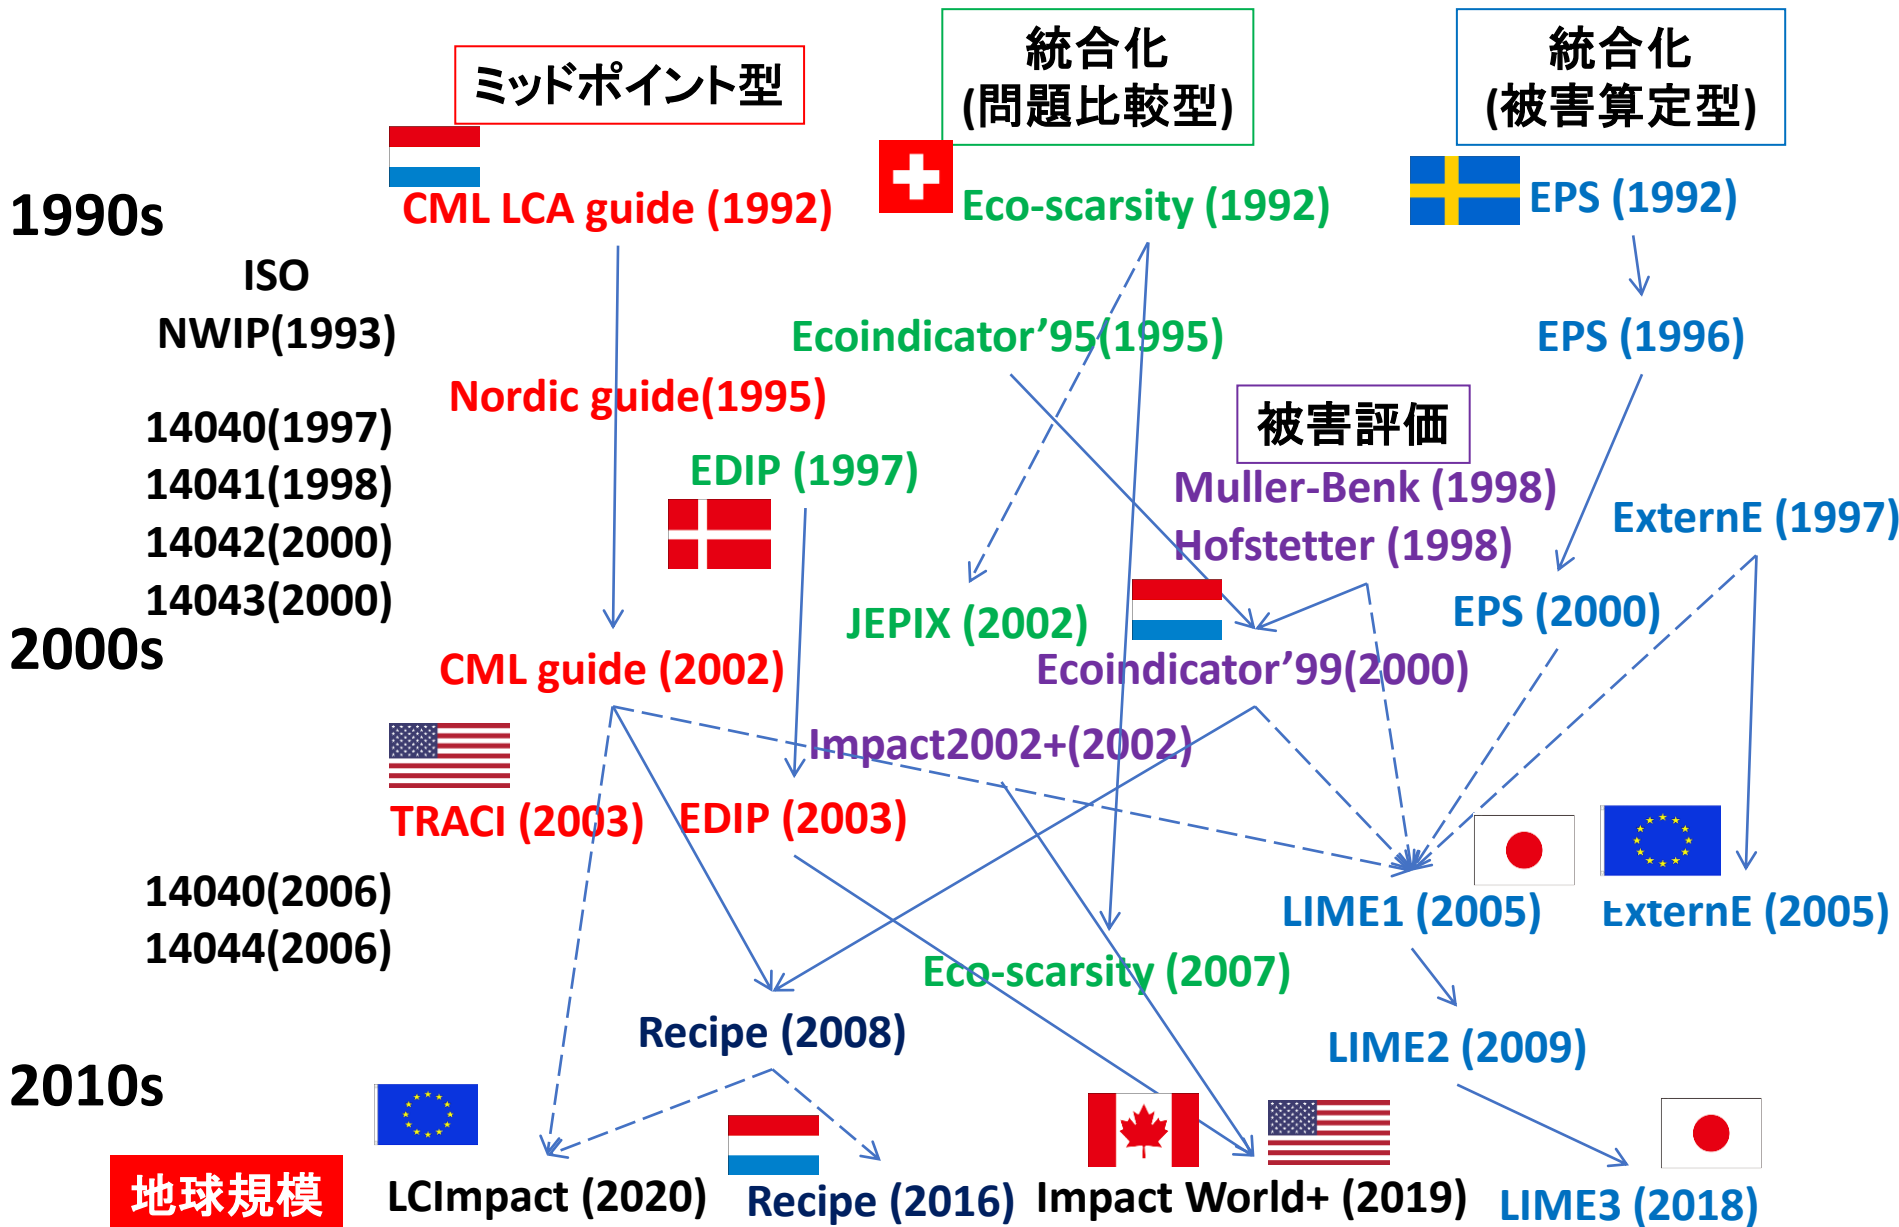 ミッドポイント型
統合化
(問題比較型)
統合化
(被害算定型)
1990s
CML LCA guide (1992)
Eco-scarsity (1992)
EPS (1992)
ISO
NWIP(1993)
Ecoindicator’95(1995)
EPS (1996)
Nordic guide(1995)
被害評価
14040(1997)
14041(1998)
14042(2000)
14043(2000)
EDIP (1997)
Muller-Benk (1998)
Hofstetter (1998)
ExternE (1997)
JEPIX (2002)
EPS (2000)
2000s
CML guide (2002)
Ecoindicator’99(2000)
Impact2002+(2002)
TRACI (2003)
EDIP (2003)
14040(2006)
14044(2006)
LIME1 (2005)
ExternE (2005)
Eco-scarsity (2007)
Recipe (2008)
LIME2 (2009)
2010s
地球規模
LCImpact (2020)
Recipe (2016)
Impact World+ (2019)
LIME3 (2018)